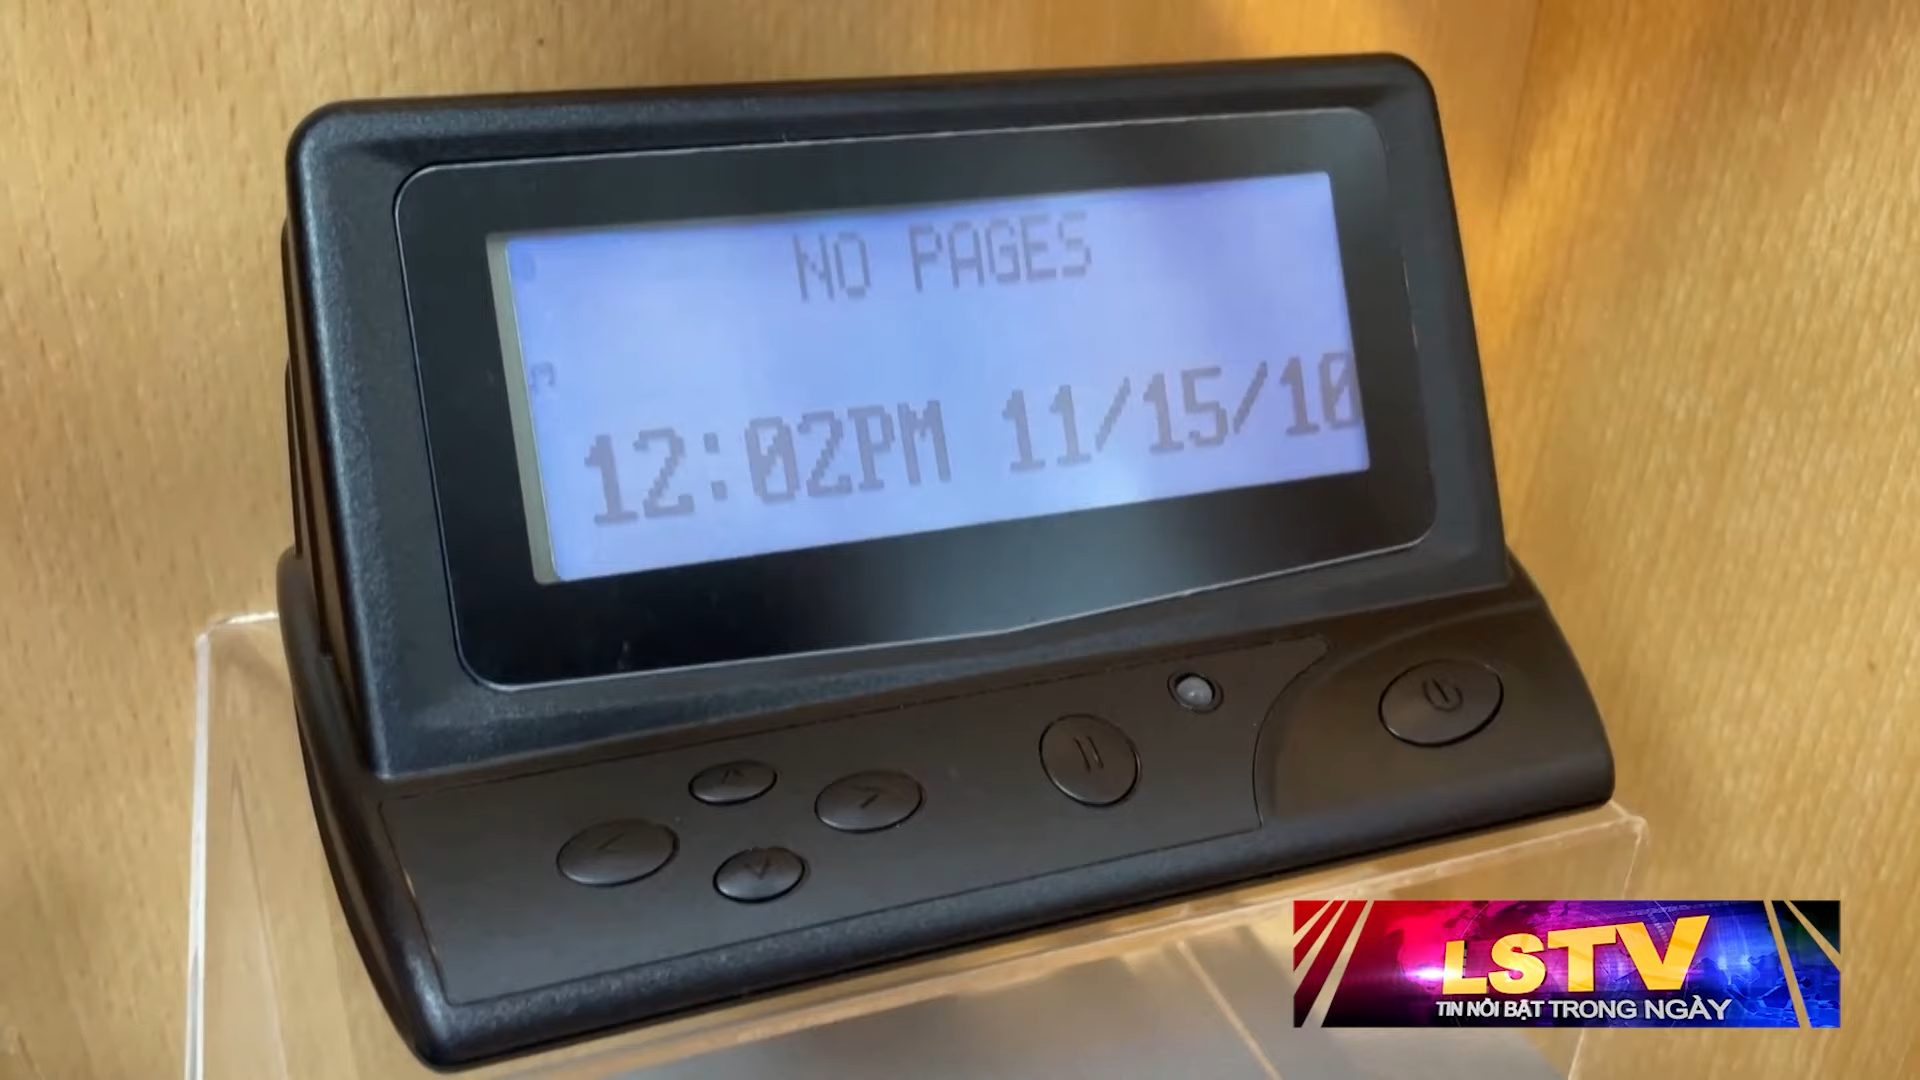 NO PAGES
12:02PM 11/15/10
LSTV
TIN NỔI BẬT TRONG NGÀY